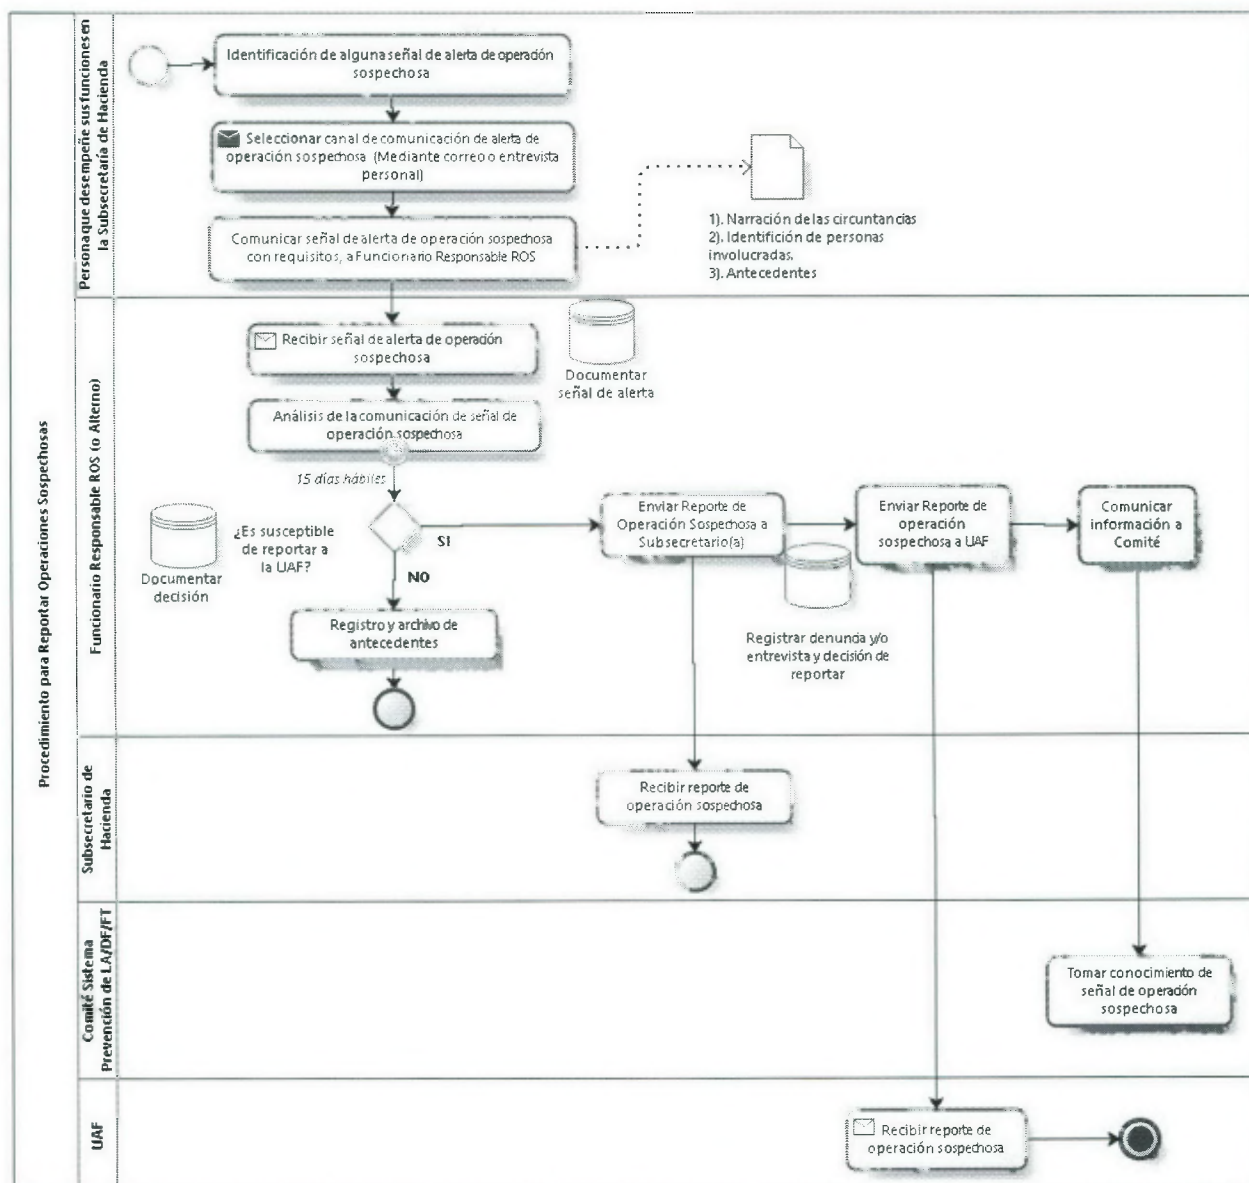 Procedimiento para Reportar Operaciones Sospechosas
Persona que desempeñe sus funciones en
la Subsecretaría de Hacienda
Identificación de alguna señal de alerta de operación
sospechosa
Seleccionar canal de comunicación de alerta de
operación sospechosa (Mediante correo o entrevista
personal)
Comunicar señal de alerta de operación sospechosa
con requisitos, a Funcionario Responsable ROS
1). Narración de las circuntancias
2). Identifición de personas
involucradas.
3). Antecedentes
Funcionario Responsable ROS (o Alterno)
Recibir señal de alerta de operación
sospechosa
Documentar
señal de alerta
Análisis de la comunicación de señal de
operación sospechosa
15 días hábiles
¿Es susceptible
de reportar a
la UAF?
Documentar
decisión
SI
NO
Registro y archivo de
antecedentes
Enviar Reporte de
Operación Sospechosa a
Subsecretario(a)
Registrar denuncia y/o
entrevista y decisión de
reportar
Enviar Reporte de
operación
sospechosa a UAF
Comunicar
información a
Comité
Subsecretario de
Hacienda
Recibir reporte de
operación sospechosa
Comité Sistema
Prevención de LA/DF/FT
Tomar conocimiento de
señal de operación
sospechosa
UAF
Recibir reporte de
operación sospechosa